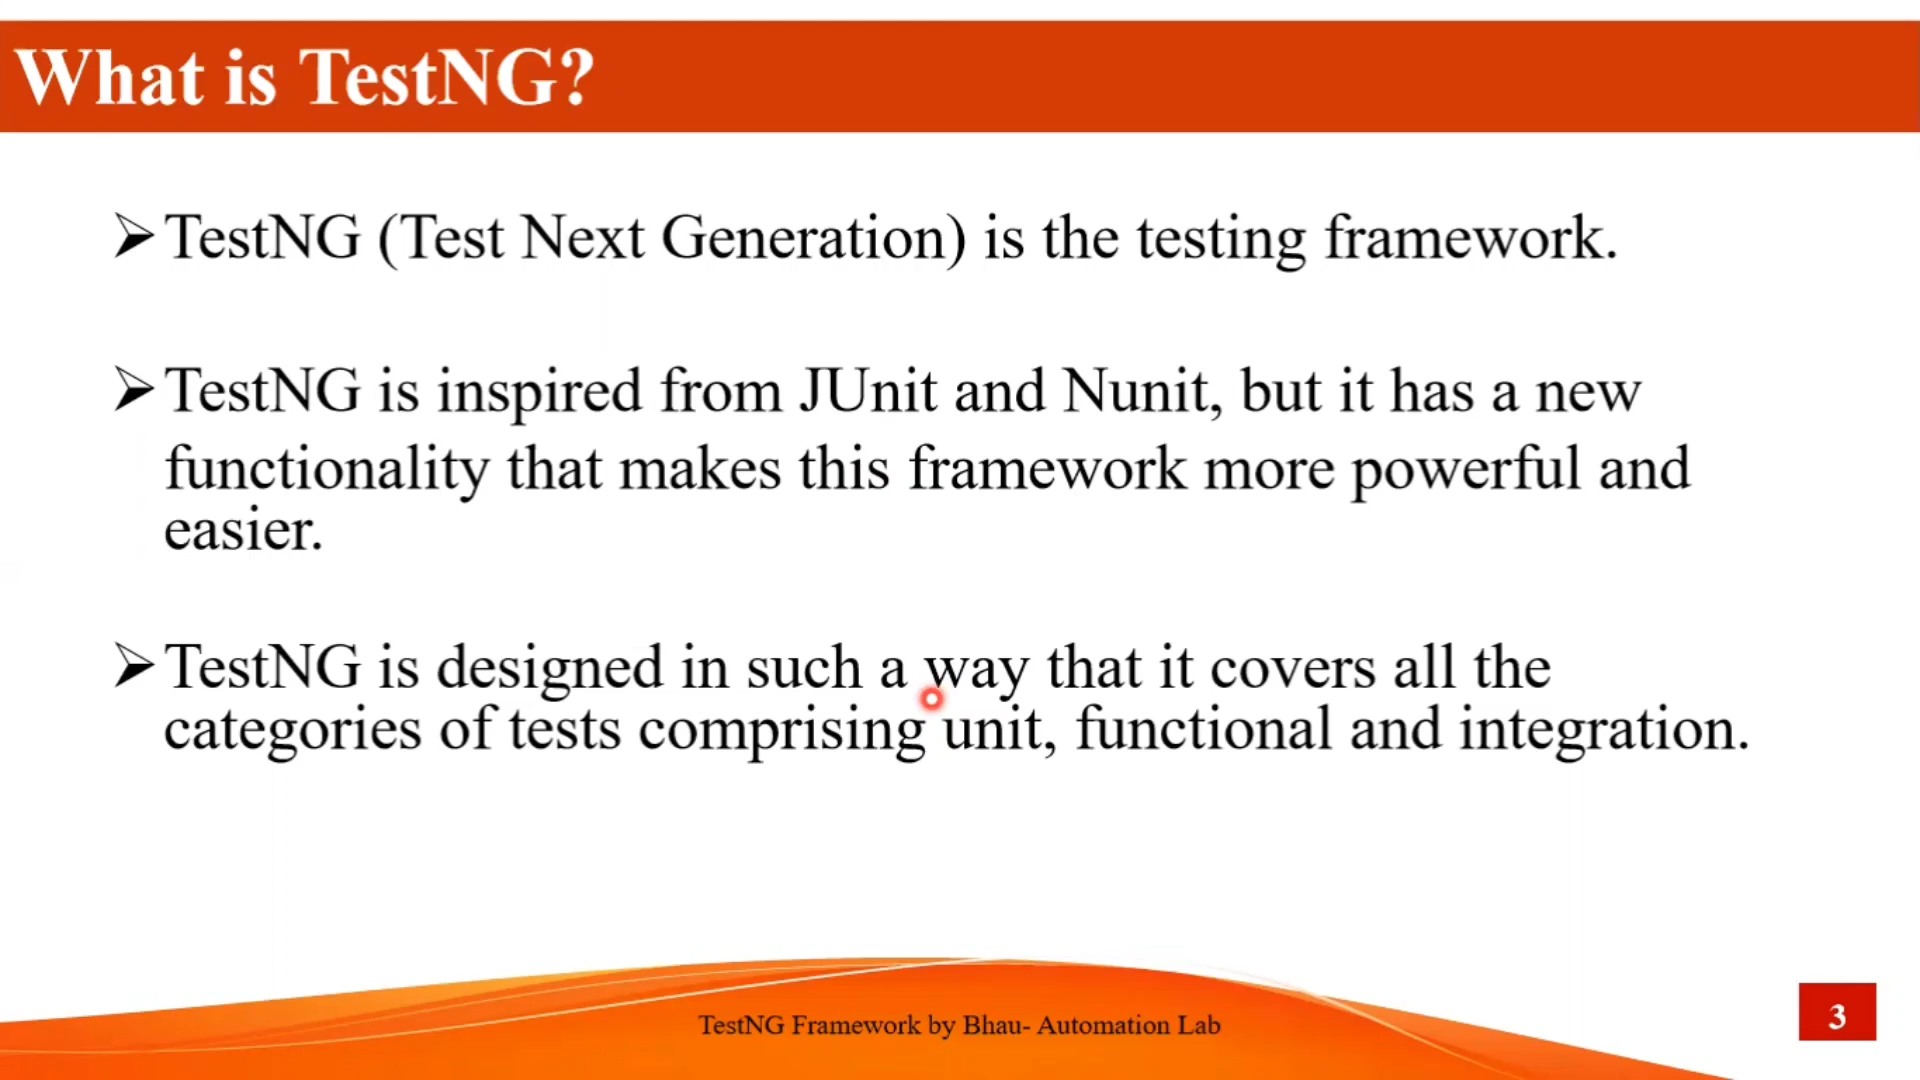 What is TestNG?
TestNG (Test Next Generation) is the testing framework.
TestNG is inspired from JUnit and Nunit, but it has a new
functionality that makes this framework more powerful and
easier.
TestNG is designed in such a way that it covers all the
categories of tests comprising unit, functional and integration.
TestNG Framework by Bhau- Automation Lab
3